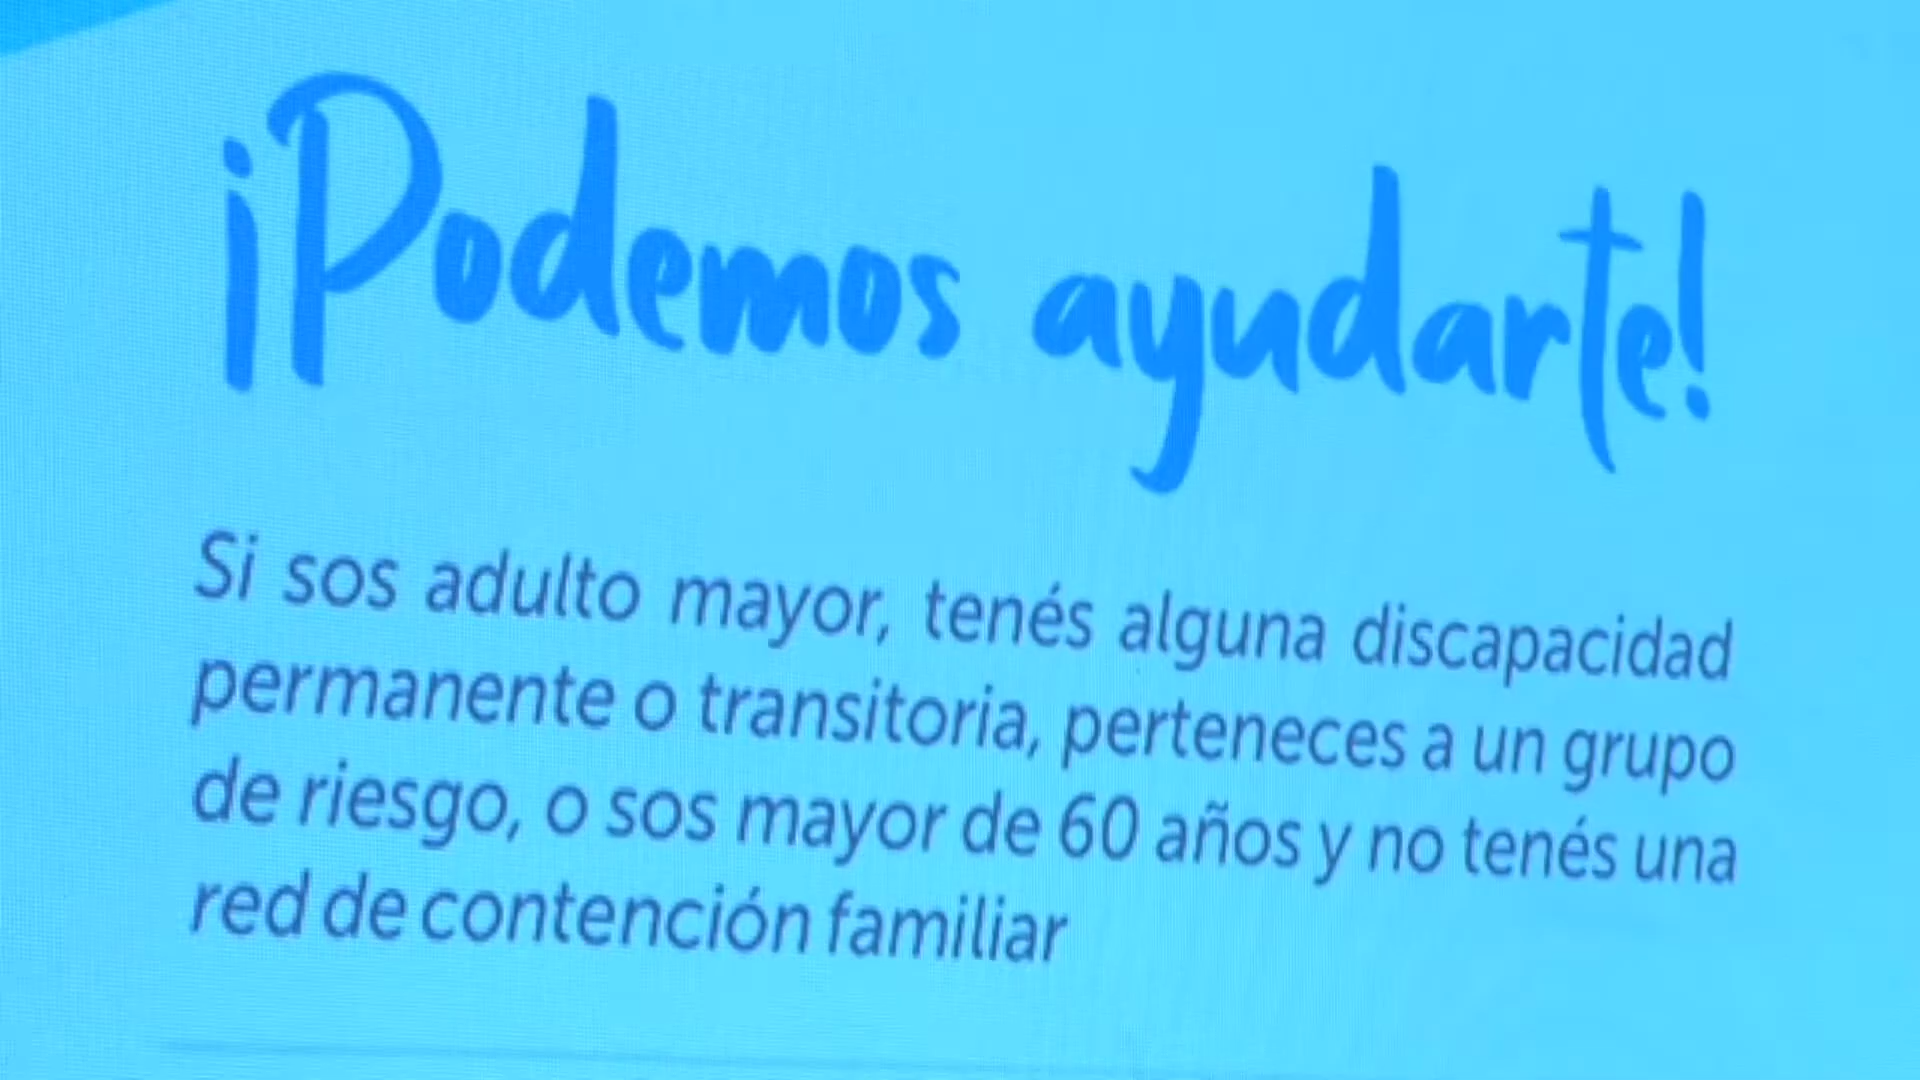 ¡Podemos ayudarte!
Si sos adulto mayor, tenés alguna discapacidad
permanente o transitoria, perteneces a un grupo
de riesgo, o sos mayor de 60 años y no tenés una
red de contención familiar